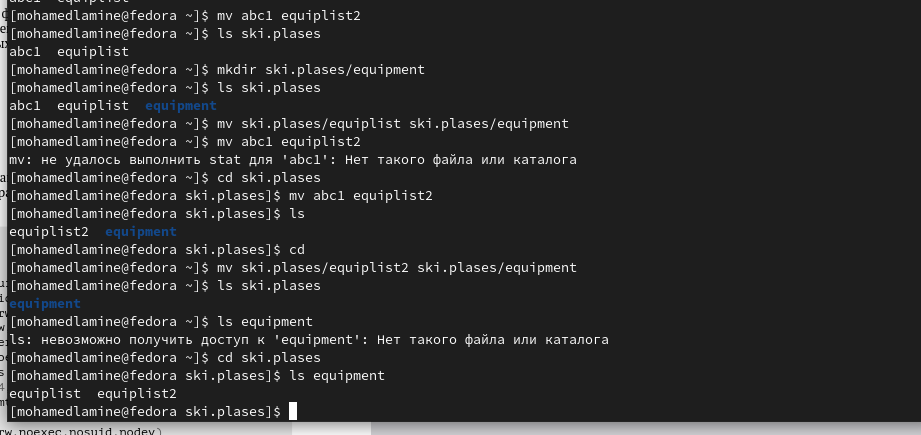 [mohamedlamine@fedora ~]$ mv abc1 equiplist2
[mohamedlamine@fedora ~]$ ls ski.plases
abc1  equiplist
[mohamedlamine@fedora ~]$ mkdir ski.plases/equipment
[mohamedlamine@fedora ~]$ ls ski.plases
abc1  equiplist  equipment
[mohamedlamine@fedora ~]$ mv ski.plases/equiplist ski.plases/equipment
[mohamedlamine@fedora ~]$ mv abc1 equiplist2
mv: не удалось выполнить stat для 'abc1': Нет такого файла или каталога
[mohamedlamine@fedora ~]$ cd ski.plases
[mohamedlamine@fedora ski.plases]$ mv abc1 equiplist2
[mohamedlamine@fedora ski.plases]$ ls
equiplist2  equipment
[mohamedlamine@fedora ski.plases]$ cd
[mohamedlamine@fedora ~]$ mv ski.plases/equiplist2 ski.plases/equipment
[mohamedlamine@fedora ~]$ ls ski.plases
equipment
[mohamedlamine@fedora ~]$ ls equipment
ls: невозможно получить доступ к 'equipment': Нет такого файла или каталога
[mohamedlamine@fedora ~]$ cd ski.plases
[mohamedlamine@fedora ski.plases]$ ls equipment
equiplist  equiplist2
[mohamedlamine@fedora ski.plases]$
rw,noexec,nosuid,nodev)